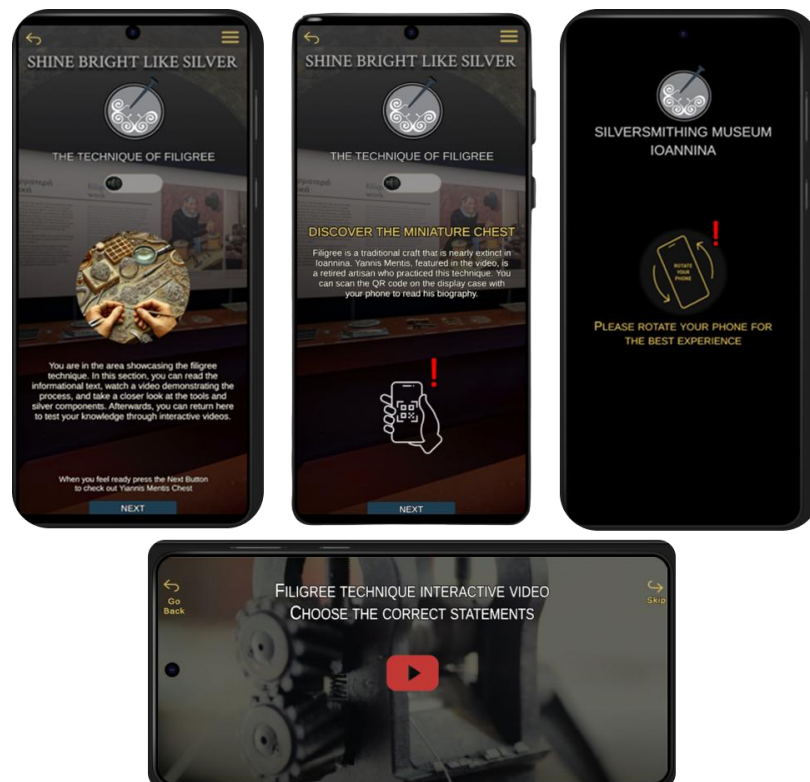 SHINE BRIGHT LIKE SILVER
THE TECHNIQUE OF FILIGREE
You are in the area showcasing the filigree
technique. In this section, you can read the
informational text, watch a video demonstrating the
process, and take a closer look at the tools and
silver components. Afterwards, you can return here
to test your knowledge through interactive videos.
When you feel ready press the Next Button
to check out Yiannis Mentis Chest
NEXT
SHINE BRIGHT LIKE SILVER
THE TECHNIQUE OF FILIGREE
DISCOVER THE MINIATURE CHEST
Filigree is a traditional craft that is nearly extinct in
Ioannina. Yannis Mentis, featured in the video, is
a retired artisan who practiced this technique. You
can scan the QR code on the display case with
your phone to read his biography.
!
NEXT
SILVERSMITHING MUSEUM
IOANNINA
!
ROTATE
YOUR
PHONE
PLEASE ROTATE YOUR PHONE FOR
THE BEST EXPERIENCE
Go
Back
FILIGREE TECHNIQUE INTERACTIVE VIDEO
CHOOSE THE CORRECT STATEMENTS
Skip